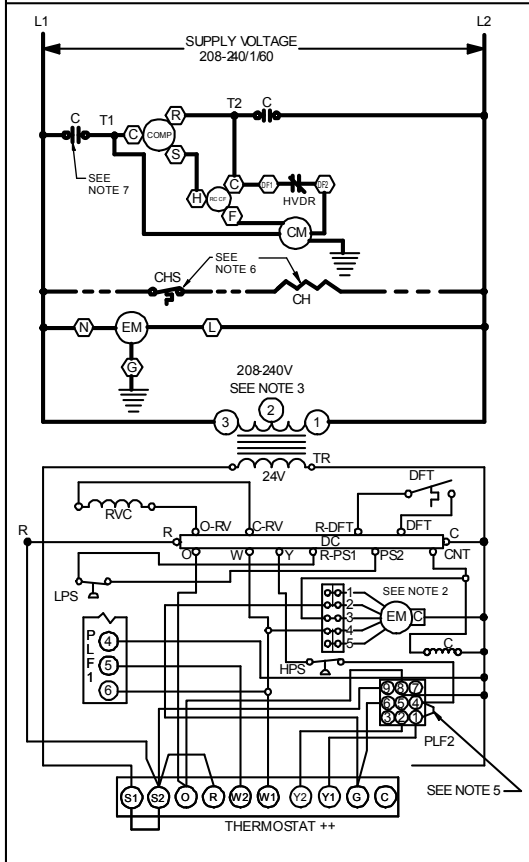 L1 L2
SUPPLY VOLTAGE
208-240/1/60
C T1 T2 C
C COMP R
S
SEE
NOTE 7
H RC CF C DF1 DF2
HVDR
F
CM
SEE
NOTE 6
CHS
CH
N EM L
G
208-240V
SEE NOTE 3
3 2 1
TR
24V
DFT
RVC
R R O-RV C-RV R-DFT DFT C
DC
O W Y R-PS1 PS2 CNT
LPS
SEE NOTE 2
1
2
3
4
5
EM C
C
HPS
PLF1
4
5
6
9 8 7
6 5 4
3 2 1
PLF2
SEE NOTE 5
S1 S2 O R W2 W1 Y2 Y1 G C
THERMOSTAT ++